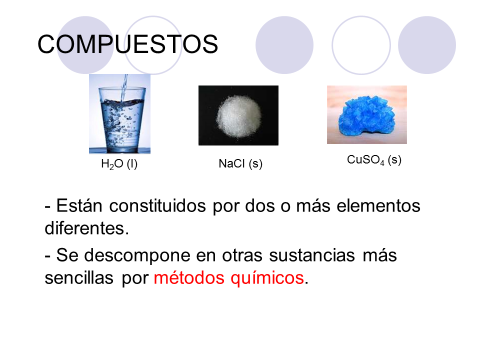 COMPUESTOS
H₂O (l)
NaCl (s)
CuSO₄ (s)
- Están constituidos por dos o más elementos
diferentes.
- Se descompone en otras sustancias más
sencillas por métodos químicos.